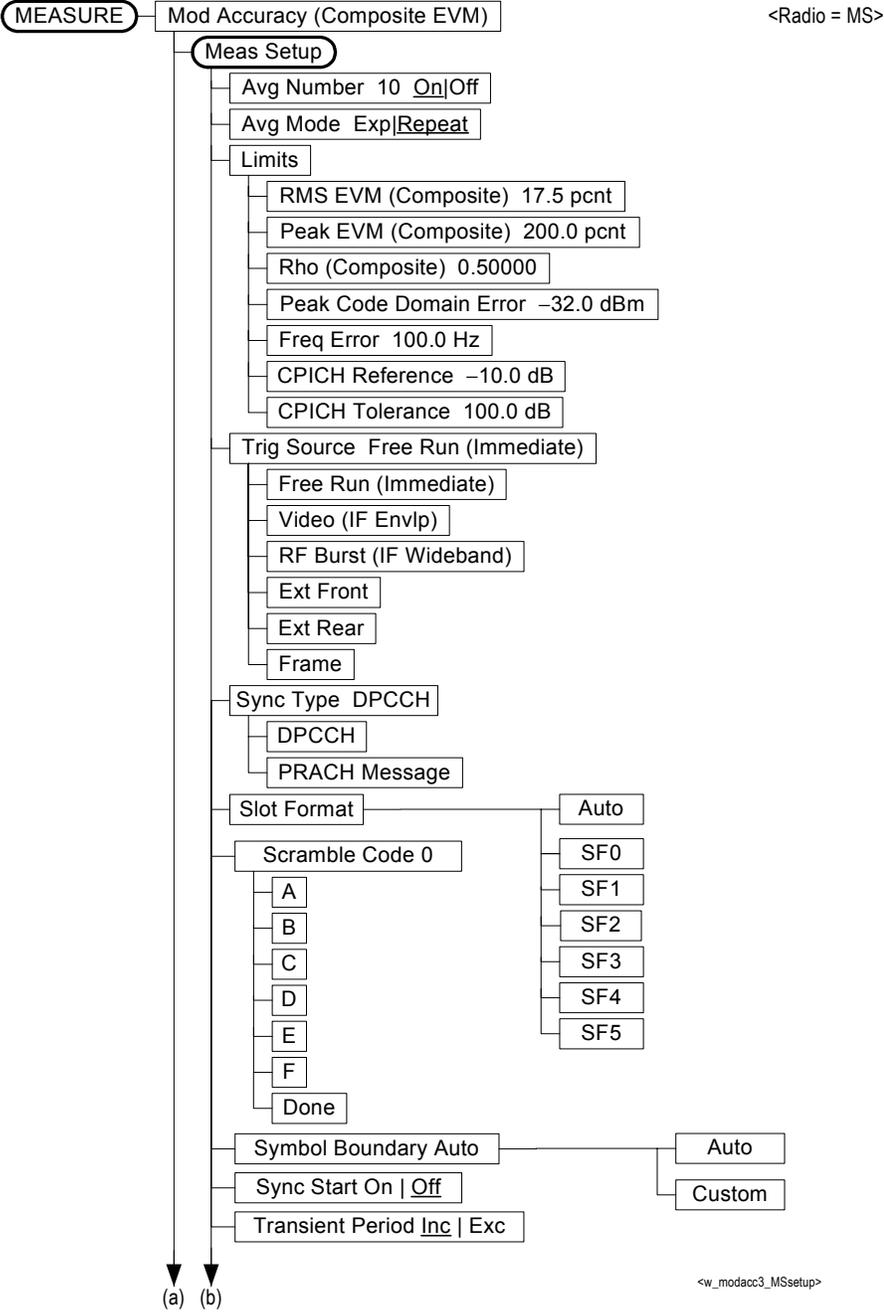 MEASURE Mod Accuracy (Composite EVM) <Radio = MS>
Meas Setup
Avg Number 10 On|Off
Avg Mode Exp|Repeat
Limits
RMS EVM (Composite) 17.5 pcnt
Peak EVM (Composite) 200.0 pcnt
Rho (Composite) 0.50000
Peak Code Domain Error –32.0 dBm
Freq Error 100.0 Hz
CPICH Reference –10.0 dB
CPICH Tolerance 100.0 dB
Trig Source Free Run (Immediate)
Free Run (Immediate)
Video (IF Envlp)
RF Burst (IF Wideband)
Ext Front
Ext Rear
Frame
Sync Type DPCCH
DPCCH
PRACH Message
Slot Format
Auto
SF0
SF1
SF2
SF3
SF4
SF5
Scramble Code 0
A
B
C
D
E
F
Done
Symbol Boundary Auto
Auto
Custom
Sync Start On | Off
Transient Period Inc | Exc
<w_modacc3_MSsetup>
(a) (b)